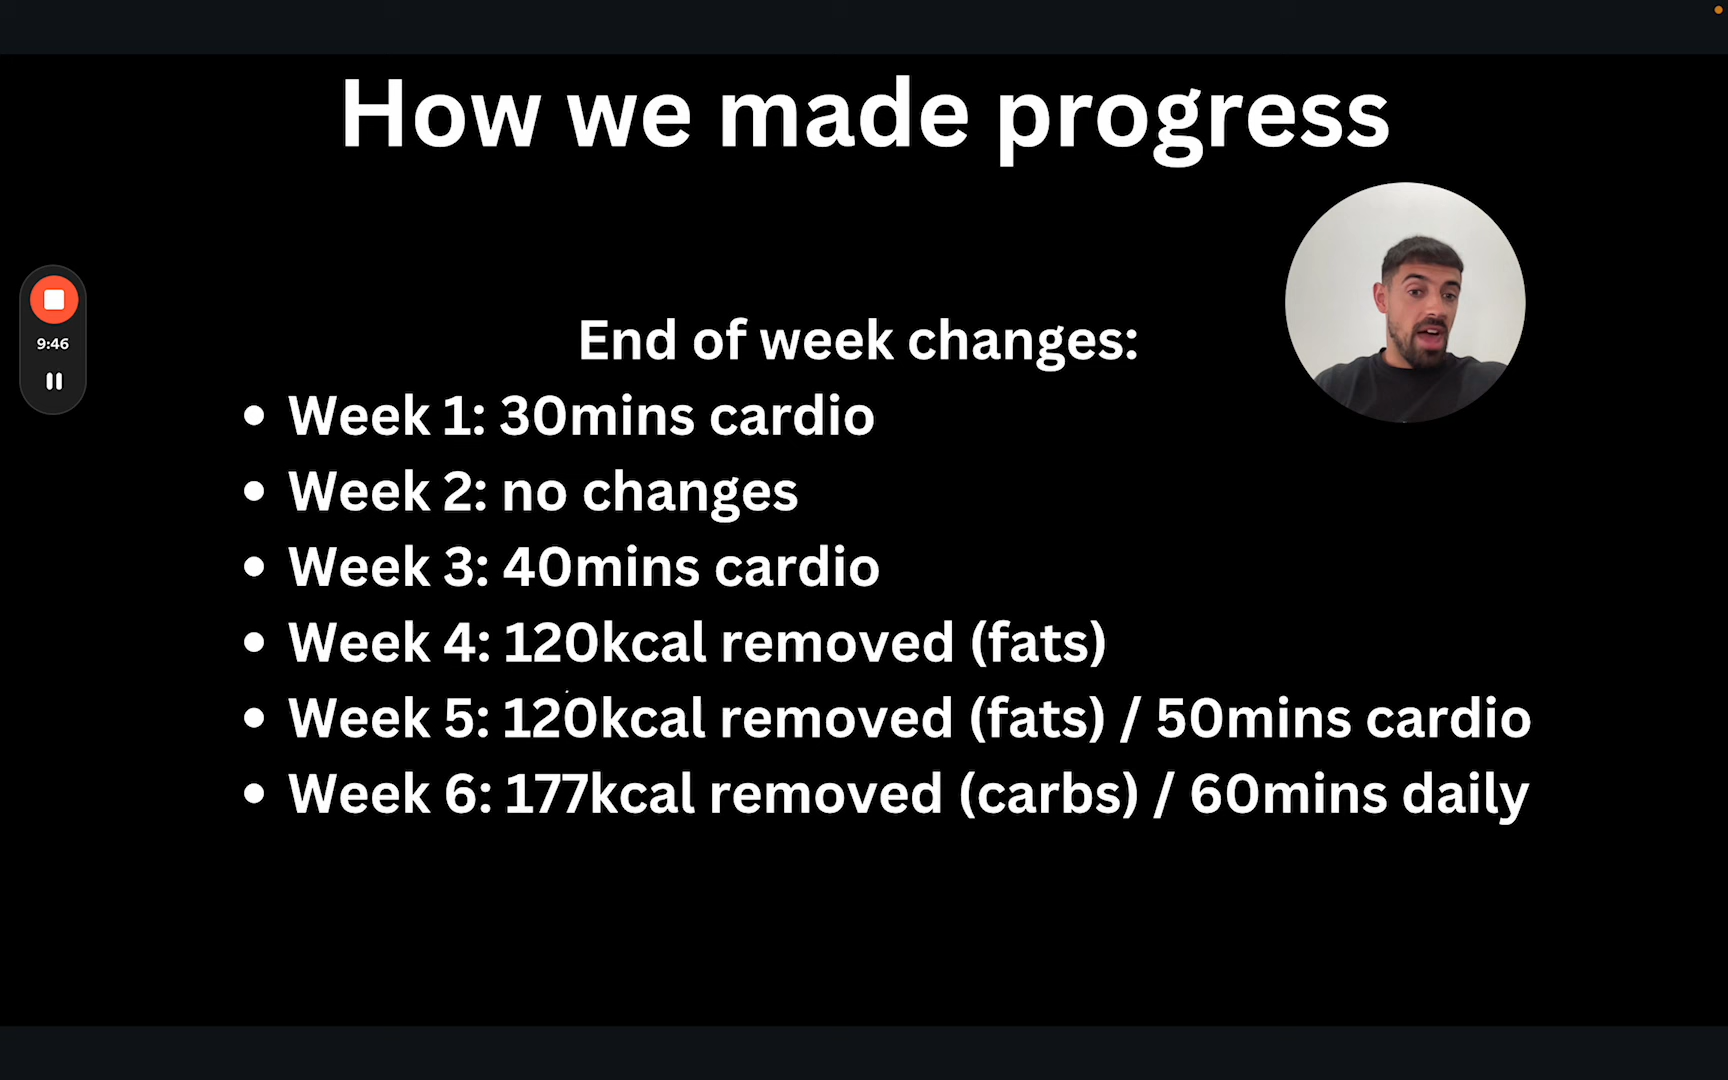 How we made progress
9:46
End of week changes:
• Week 1: 30mins cardio
• Week 2: no changes
• Week 3: 40mins cardio
• Week 4: 120kcal removed (fats)
• Week 5: 120kcal removed (fats) / 50mins cardio
• Week 6: 177kcal removed (carbs) / 60mins daily